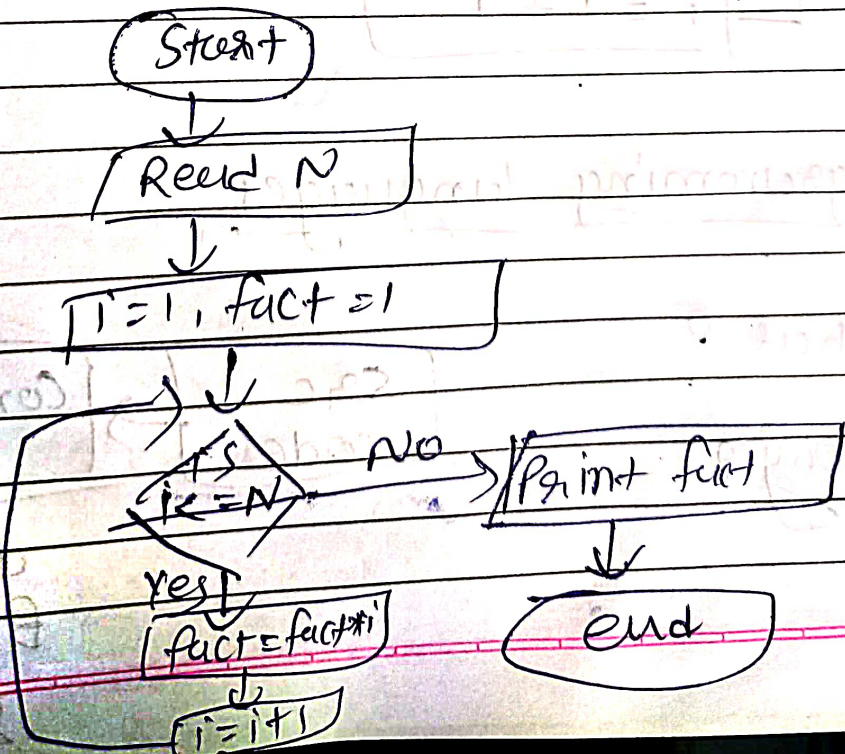 Start
Read N
i=1, fact=1
is
i<=N
NO
Print fact
Yes
end
fact=fact*i
i=i+1